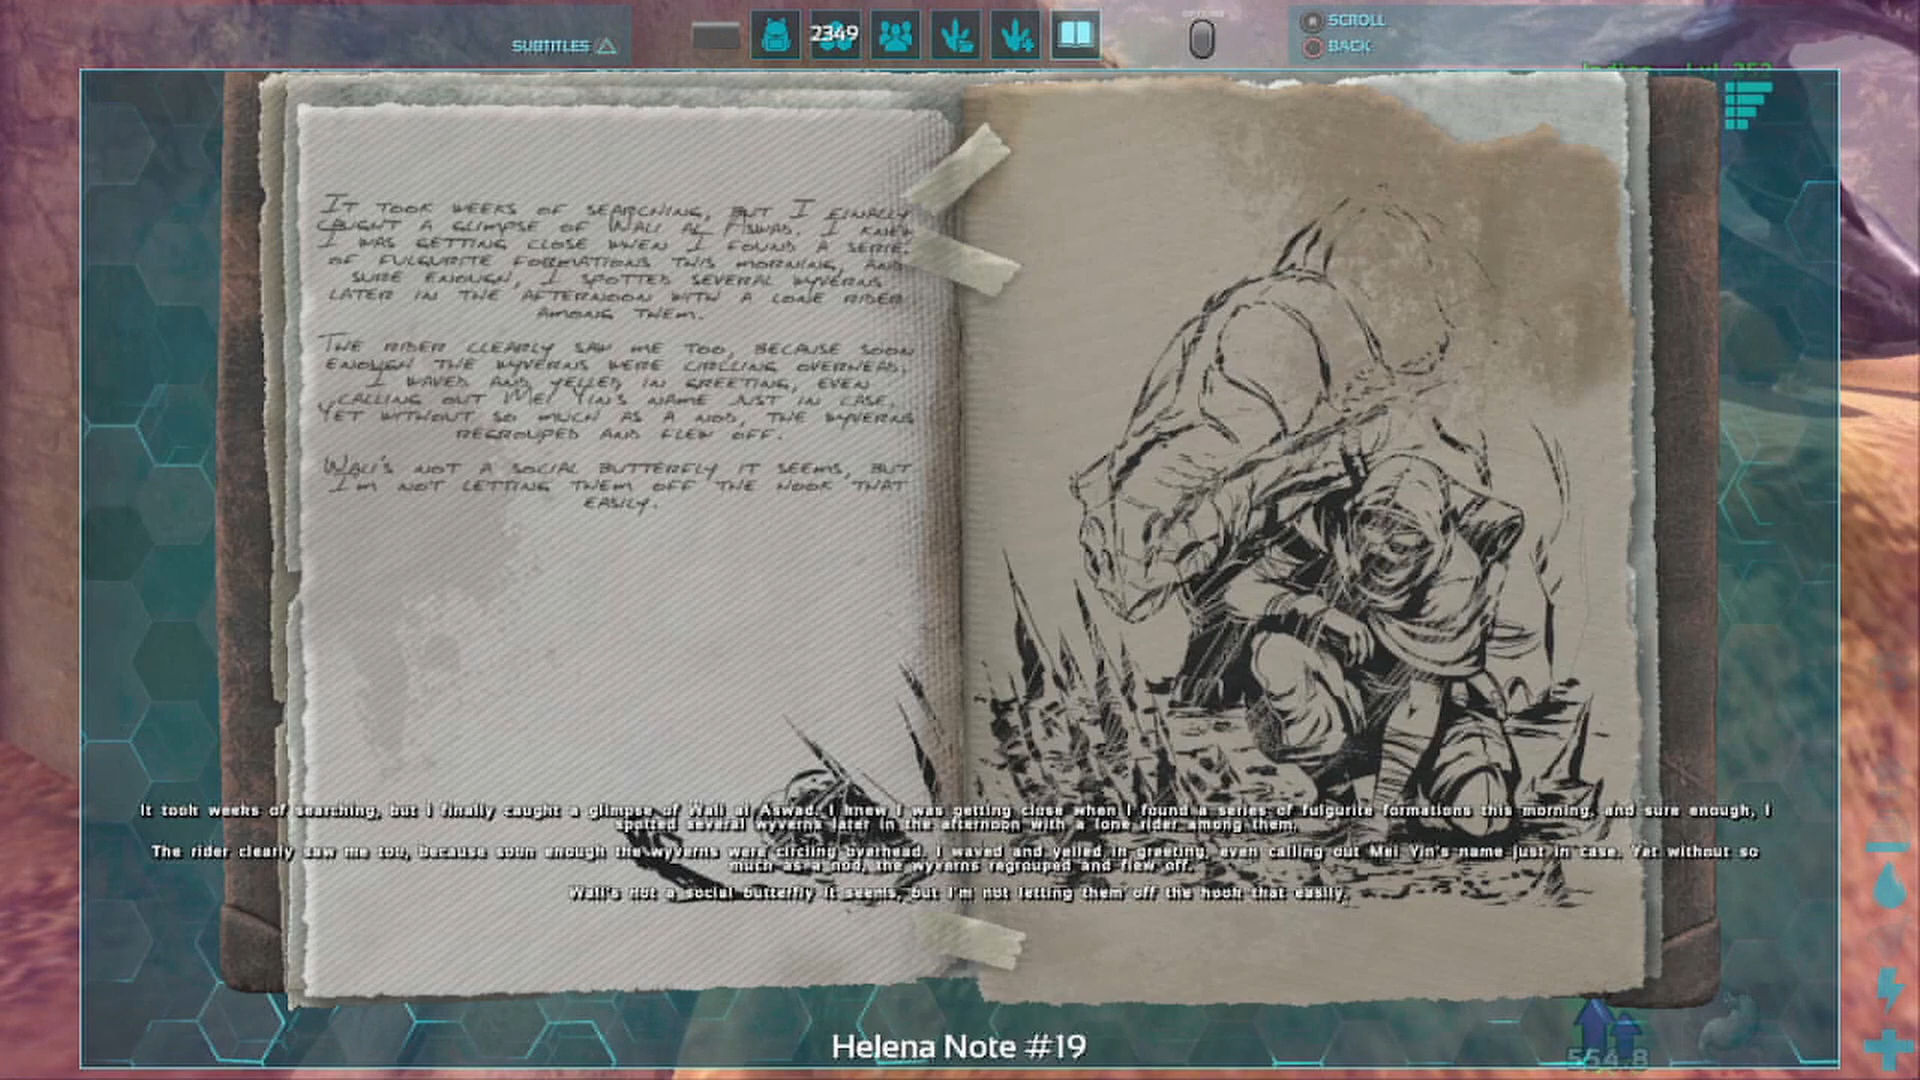 SUBTITLES
2349
OPTIONS
SCROLL
BACK
Lvl 352
IT TOOK WEEKS OF SEARCHING, BUT I FINALLY
CAUGHT A GLIMPSE OF WALI AL ASWAD. I KNEW
I WAS GETTING CLOSE WHEN I FOUND A SERIES
OF FULGURITE FORMATIONS THIS MORNING, AND
SURE ENOUGH, I SPOTTED SEVERAL WYVERNS
LATER IN THE AFTERNOON WITH A LONE RIDER
AMONG THEM.
THE RIDER CLEARLY SAW ME TOO, BECAUSE SOON
ENOUGH THE WYVERNS WERE CIRCLING OVERHEAD.
I WAVED AND YELLED IN GREETING, EVEN
CALLING OUT MEI YIN'S NAME JUST IN CASE.
YET WITHOUT SO MUCH AS A NOD, THE WYVERNS
REGROUPED AND FLEW OFF.
WALI'S NOT A SOCIAL BUTTERFLY IT SEEMS, BUT
I'M NOT LETTING THEM OFF THE HOOK THAT
EASILY.
It took weeks of searching, but I finally caught a glimpse of Wali al Aswad. I knew I was getting close when I found a series of fulgurite formations this morning, and sure enough, I
spotted several wyverns later in the afternoon with a lone rider among them.
The rider clearly saw me too, because soon enough the wyverns were circling overhead. I waved and yelled in greeting, even calling out Mei Yin's name just in case. Yet without so
much as a nod, the wyverns regrouped and flew off.
Wali's not a social butterfly it seems, but I'm not letting them off the hook that easily.
Helena Note #19
554.8